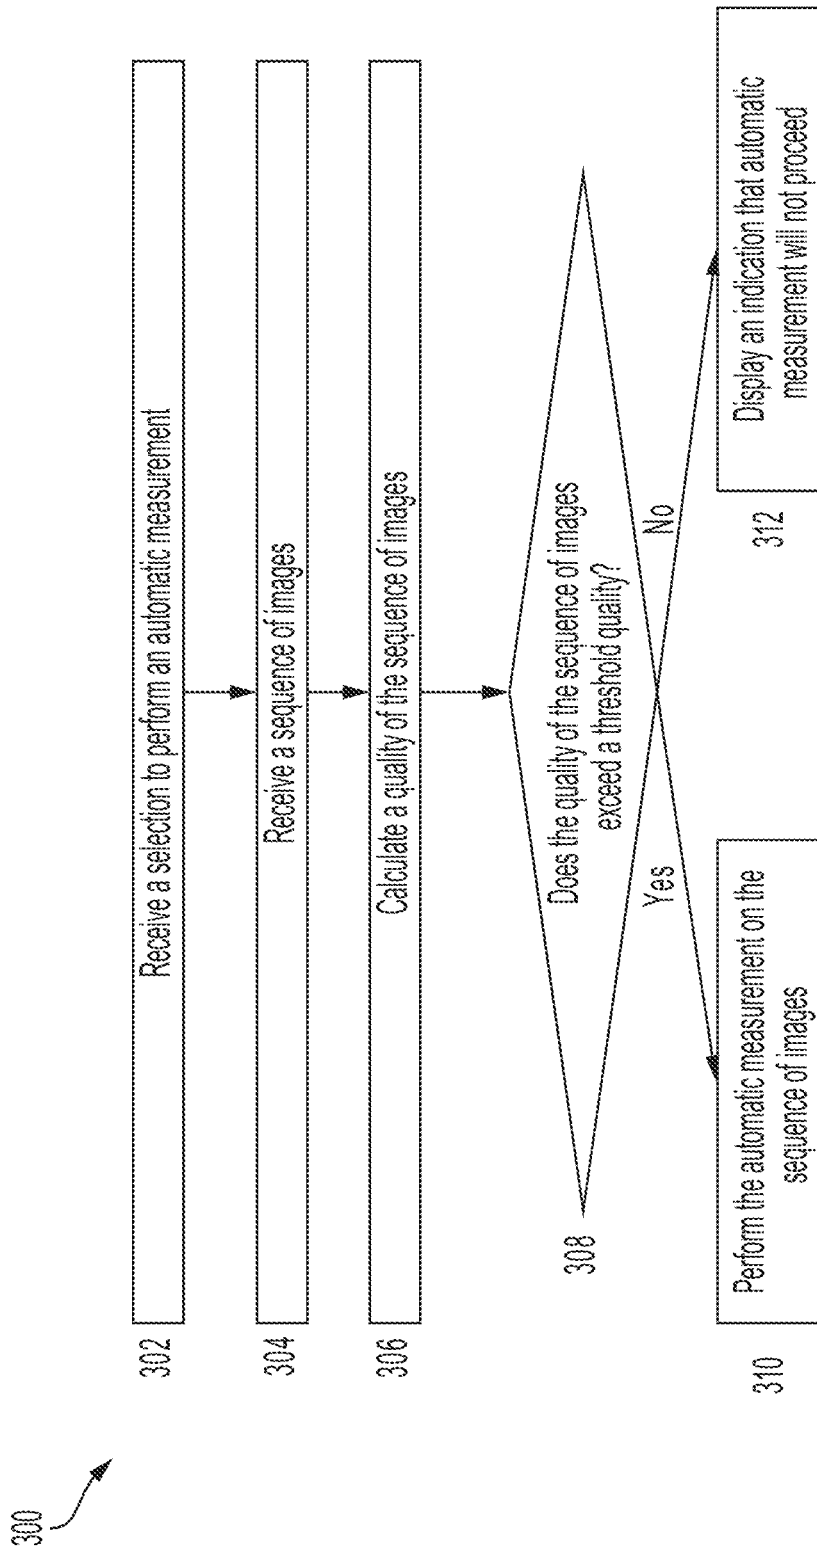 300
302
Receive a selection to perform an automatic measurement
304
Receive a sequence of images
306
Calculate a quality of the sequence of images
308
Does the quality of the sequence of images
exceed a threshold quality?
Yes
No
310
Perform the automatic measurement on the
sequence of images
312
Display an indication that automatic
measurement will not proceed